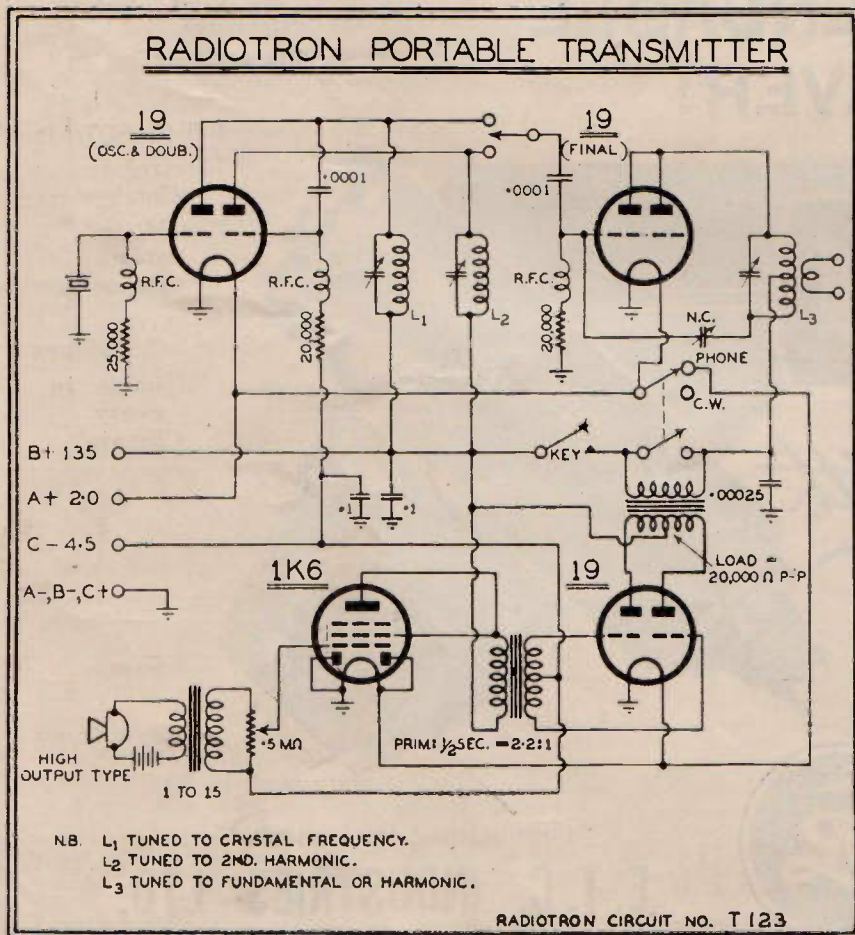 RADIOTRON PORTABLE TRANSMITTER
19
(OSC. & DOUB.)
19
(FINAL)
.0001
.0001
R.F.C.
R.F.C.
R.F.C.
L1
L2
L3
25,000
20,000
20,000
N.C.
PHONE
C.W.
B+ 135
KEY
A+ 2.0
.1
.1
.00025
C - 4.5
LOAD =
20,000 Ω P-P
1K6
19
A-, B-, C+
.5 MΩ
PRIM: 1/2 SEC. = 2.2:1
HIGH
OUTPUT TYPE
1 TO 15
N.B. L1 TUNED TO CRYSTAL FREQUENCY.
L2 TUNED TO 2ND. HARMONIC.
L3 TUNED TO FUNDAMENTAL OR HARMONIC.
RADIOTRON CIRCUIT NO. T 123